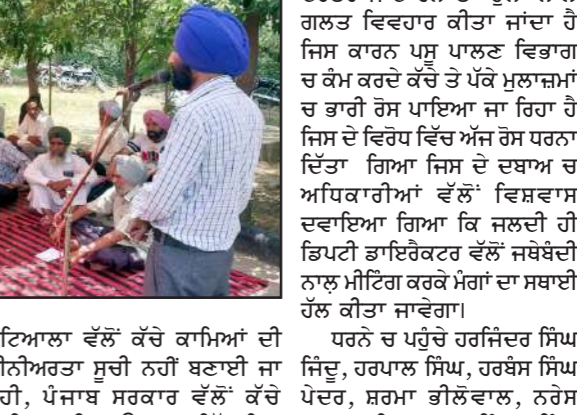 ਗਲਤ ਵਿਵਹਾਰ ਕੀਤਾ ਜਾਂਦਾ ਹੈ
ਜਿਸ ਕਾਰਨ ਪਸ਼ੂ ਪਾਲਣ ਵਿਭਾਗ
ਚ ਕੰਮ ਕਰਦੇ ਕੱਚੇ ਤੇ ਪੱਕੇ ਮੁਲਾਜ਼ਮਾਂ
ਚ ਭਾਰੀ ਰੋਸ ਪਾਇਆ ਜਾ ਰਿਹਾ ਹੈ
ਜਿਸ ਦੇ ਵਿਰੋਧ ਵਿੱਚ ਅੱਜ ਰੋਸ ਧਰਨਾ
ਦਿੱਤਾ ਗਿਆ ਜਿਸ ਦੇ ਦਬਾਅ ਚ
ਅਧਿਕਾਰੀਆਂ ਵੱਲੋਂ ਵਿਸ਼ਵਾਸ
ਦਵਾਇਆ ਗਿਆ ਕਿ ਜਲਦੀ ਹੀ
ਡਿਪਟੀ ਡਾਇਰੈਕਟਰ ਵੱਲੋਂ ਜਥੇਬੰਦੀ
ਨਾਲ਼ ਮੀਟਿੰਗ ਕਰਕੇ ਮੰਗਾਂ ਦਾ ਸਥਾਈ
ਹੱਲ ਕੀਤਾ ਜਾਵੇਗਾ।
ਧਰਨੇ ਚ ਪਹੁੰਚੇ ਹਰਜਿੰਦਰ ਸਿੰਘ
ਜਿੰਦੂ, ਹਰਪਾਲ ਸਿੰਘ, ਹਰਬੰਸ ਸਿੰਘ
ਪੇਦਰ, ਸ਼ਰਮਾ ਭੀਲੋਵਾਲ, ਨਰੇਸ
ਟਿਆਲਾ ਵੱਲੋਂ ਕੱਚੇ ਕਾਮਿਆਂ ਦੀ
ੀਨੀਅਰਤਾ ਸੂਚੀ ਨਹੀਂ ਬਣਾਈ ਜਾ
ਹੀ, ਪੰਜਾਬ ਸਰਕਾਰ ਵੱਲੋਂ ਕੱਚੇ